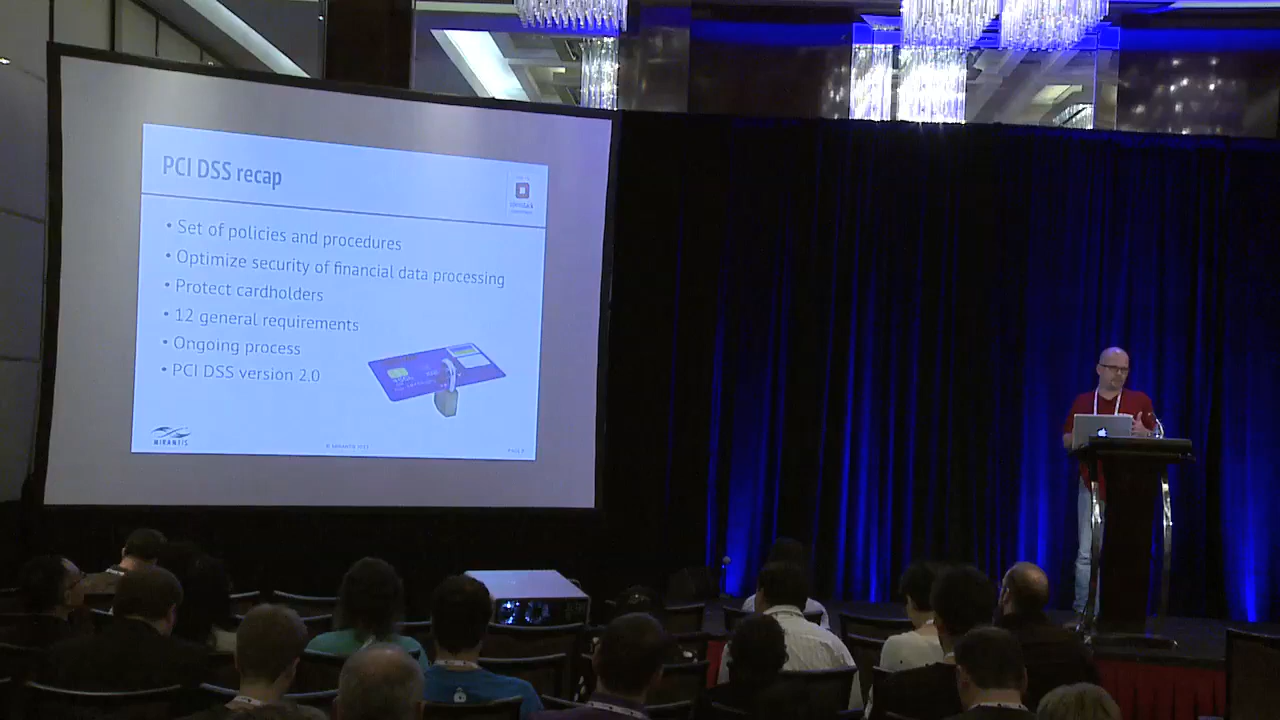 PCI DSS recap
• Set of policies and procedures
• Optimize security of financial data processing
• Protect cardholders
• 12 general requirements
• Ongoing process
• PCI DSS version 2.0
MIRANTIS